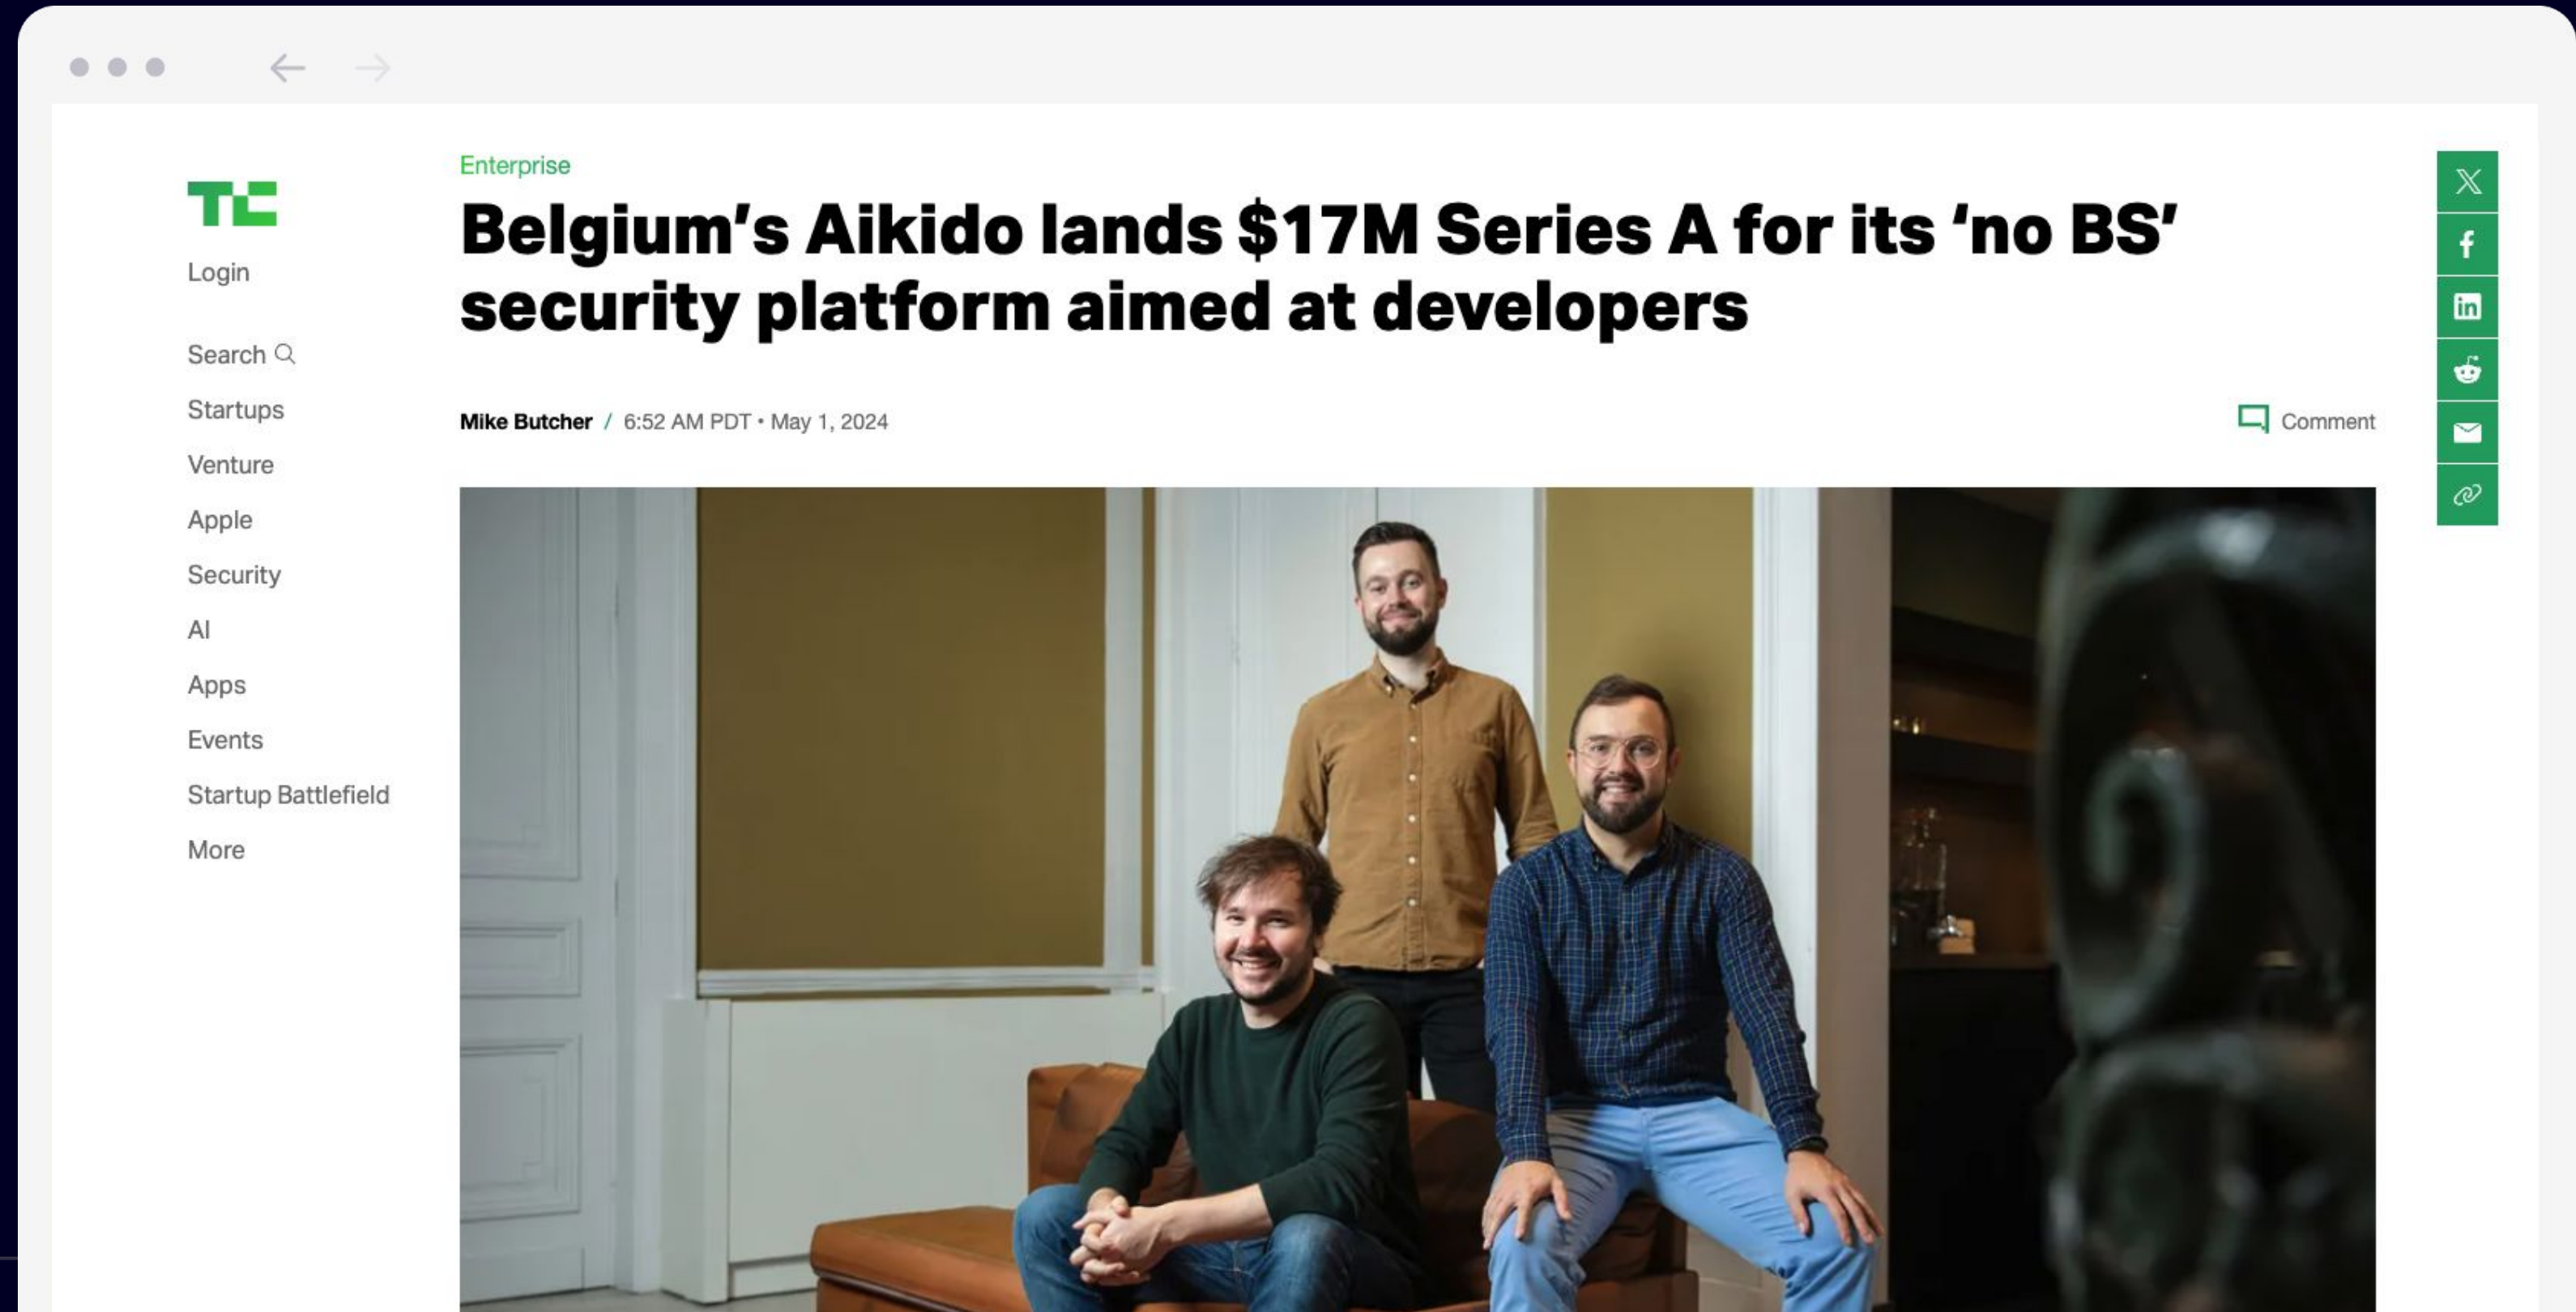 TC
Login
Search
Startups
Venture
Apple
Security
AI
Apps
Events
Startup Battlefield
More
Enterprise
Belgium’s Aikido lands $17M Series A for its ‘no BS’
security platform aimed at developers
Mike Butcher / 6:52 AM PDT • May 1, 2024
Comment
X
f
in